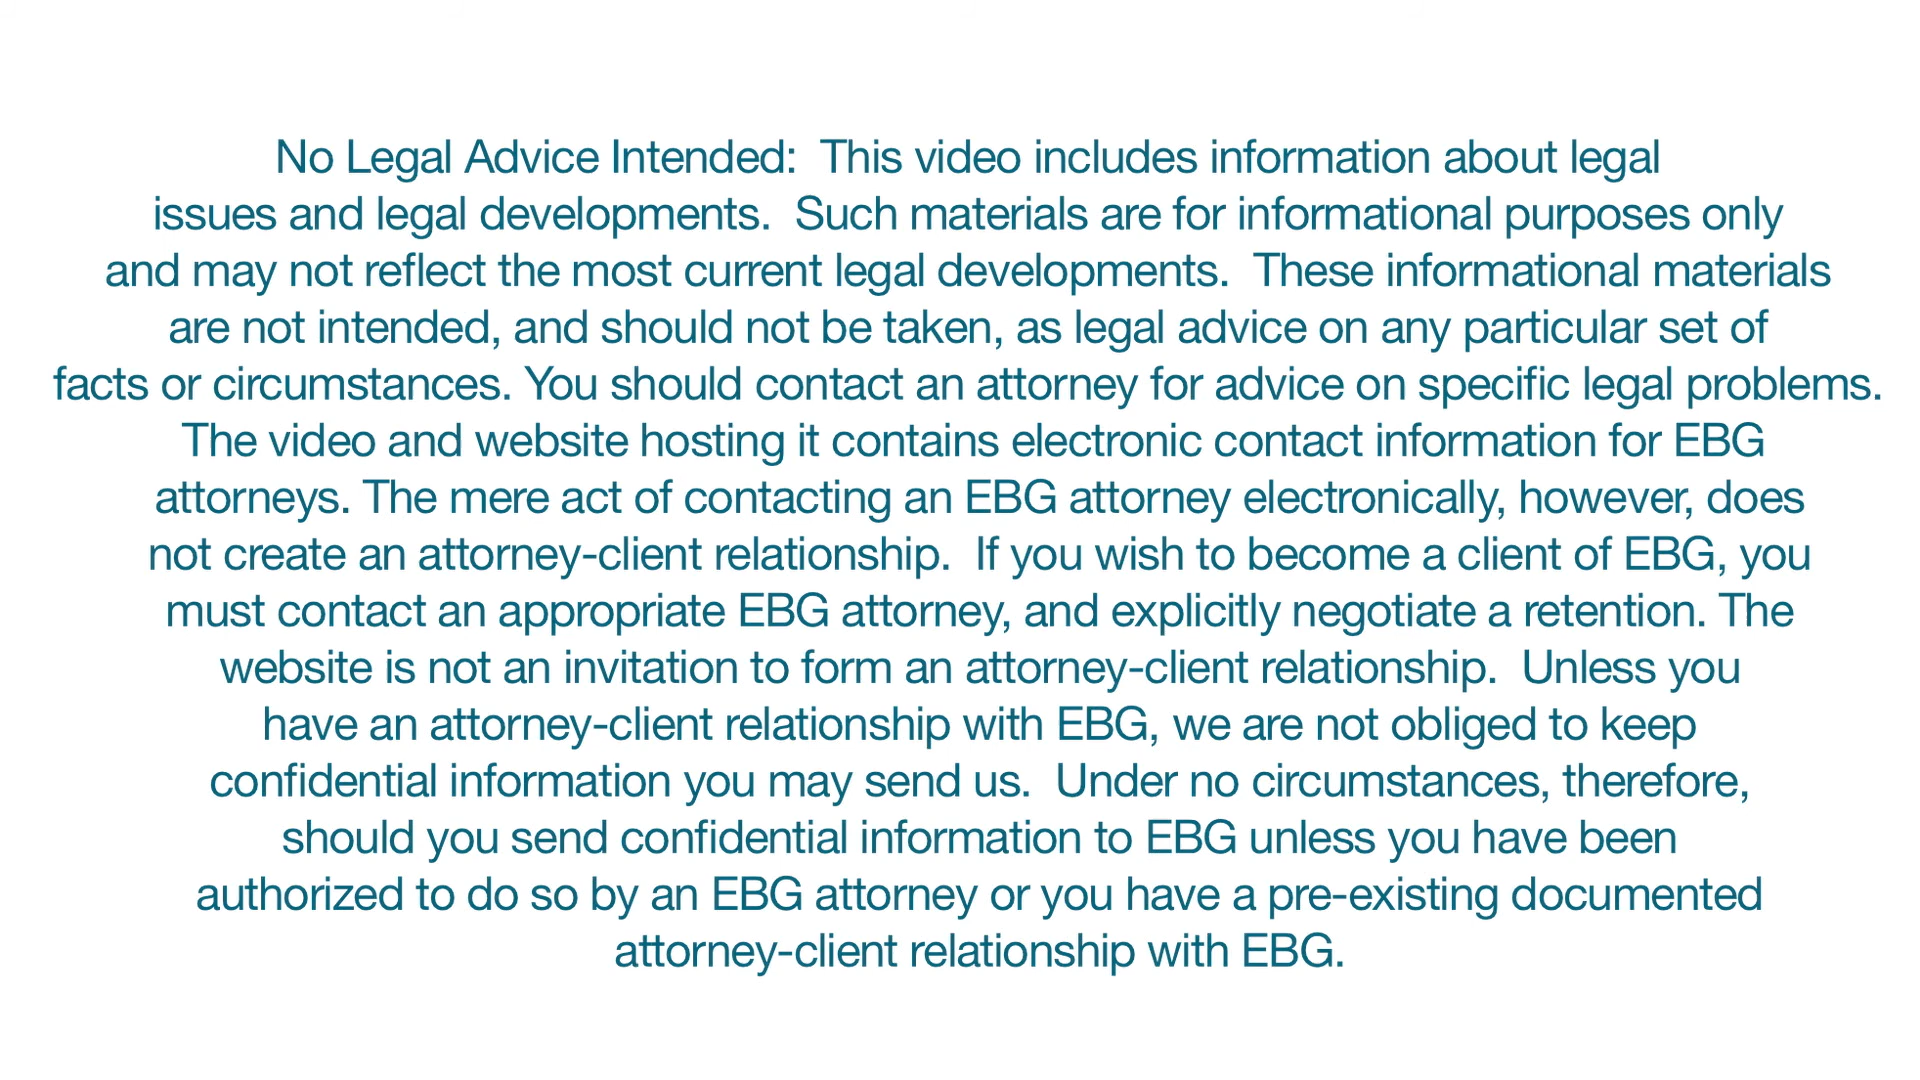 No Legal Advice Intended:  This video includes information about legal
issues and legal developments.  Such materials are for informational purposes only
and may not reflect the most current legal developments.  These informational materials
are not intended, and should not be taken, as legal advice on any particular set of
facts or circumstances. You should contact an attorney for advice on specific legal problems.
The video and website hosting it contains electronic contact information for EBG
attorneys. The mere act of contacting an EBG attorney electronically, however, does
not create an attorney-client relationship.  If you wish to become a client of EBG, you
must contact an appropriate EBG attorney, and explicitly negotiate a retention. The
website is not an invitation to form an attorney-client relationship.  Unless you
have an attorney-client relationship with EBG, we are not obliged to keep
confidential information you may send us.  Under no circumstances, therefore,
should you send confidential information to EBG unless you have been
authorized to do so by an EBG attorney or you have a pre-existing documented
attorney-client relationship with EBG.